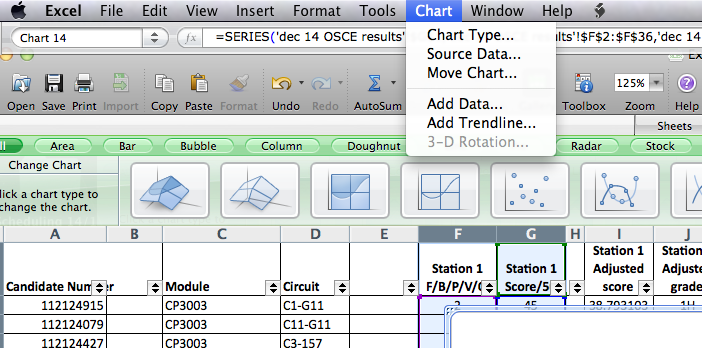 Excel File Edit View Insert Format Tools Chart Window Help
Chart 14 fx =SERIES('dec 14 OSCE results' results'!$F$2:$F$36,'dec 14
Chart Type...
Source Data...
Move Chart...
Add Data...
Add Trendline...
3-D Rotation...
Open Save Print Import Copy Paste Format Undo Redo AutoSum Toolbox 125% Zoom Help
Sheets
Area Bar Bubble Column Doughnut Radar Stock
Change Chart
lick a chart type to
change the chart.
A B C D E F G H I J
Station 1 Station 1 Station 1 Station
F/B/P/V/ Score/5 Adjusted Adjuste
Candidate Num er Module Circuit score grade
112124915 CP3003 C1-G11 2 45 38.793103 1H
112124079 CP3003 C11-G11
112124427 CP3003 C3-157